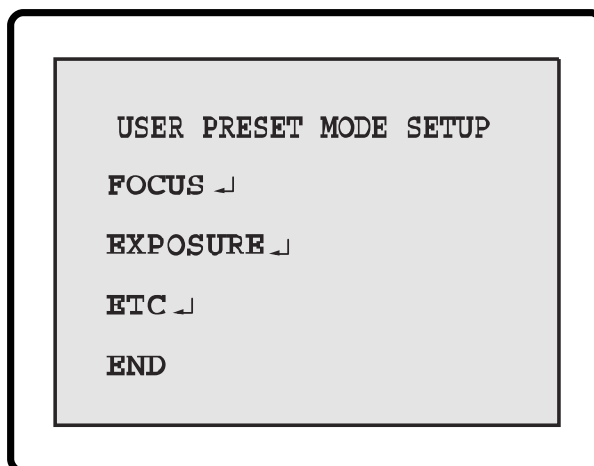 USER PRESET MODE SETUP
FOCUS ↲
EXPOSURE ↲
ETC ↲
END